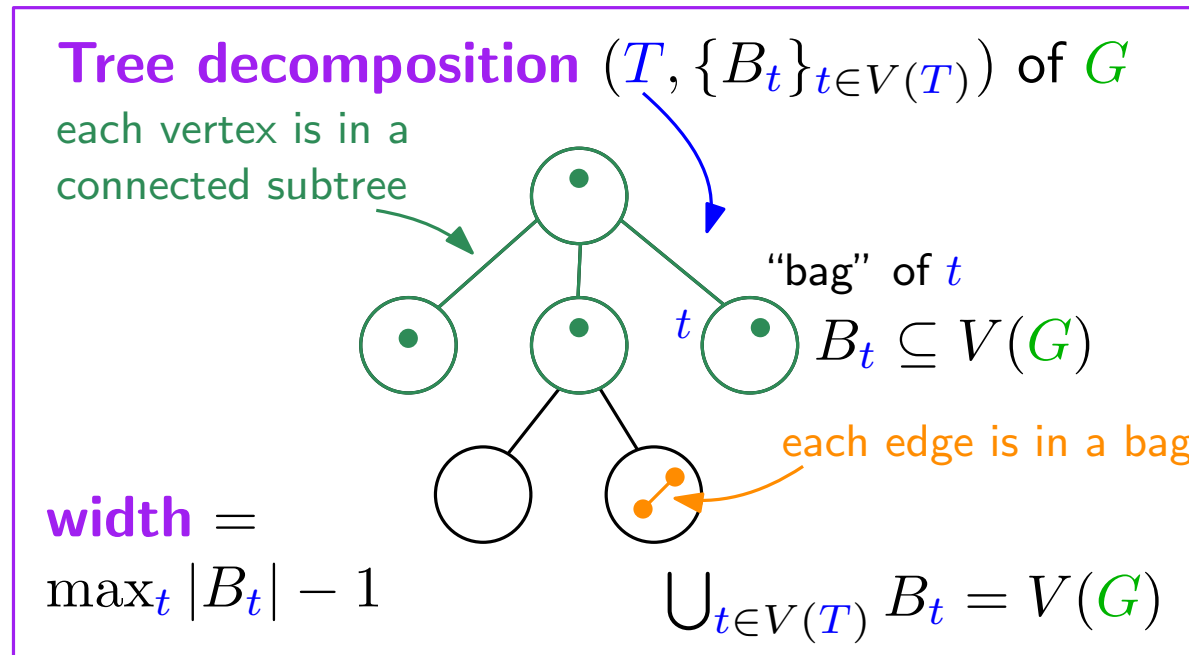 Tree decomposition (T, {B_t}_{t∈V(T)}) of G
each vertex is in a
connected subtree
“bag” of t
t
B_t ⊆ V(G)
each edge is in a bag
width =
max_t |B_t| − 1
⋃_{t∈V(T)} B_t = V(G)